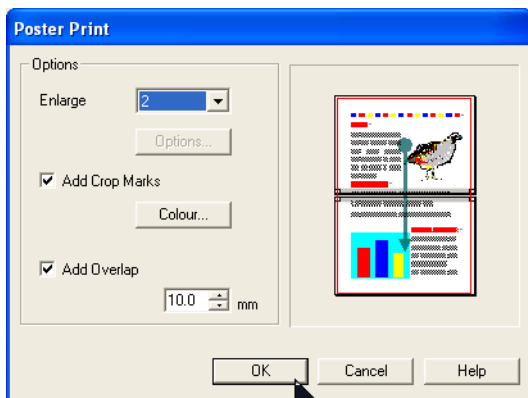 Poster Print
Options
Enlarge
2
Options...
Add Crop Marks
Colour...
Add Overlap
10.0 mm
OK Cancel Help